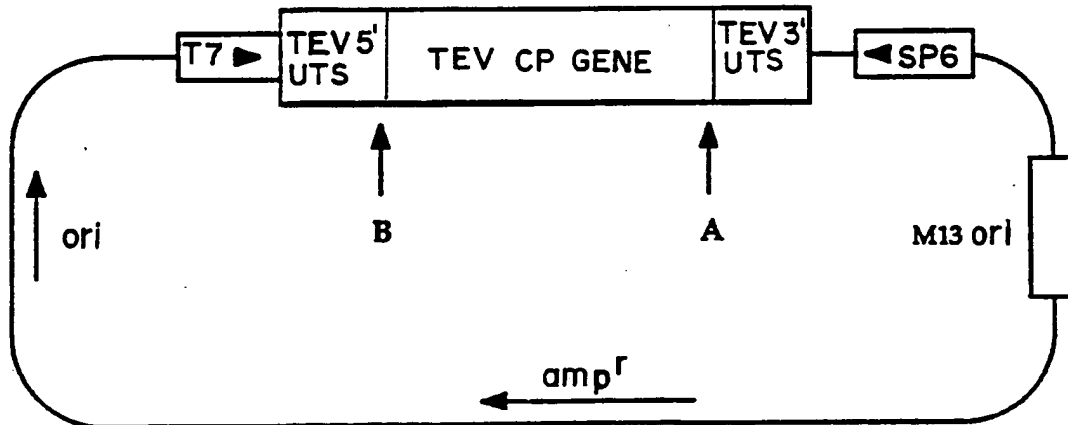 T7
TEV 5'
UTS
TEV CP GENE
TEV 3'
UTS
SP6
B
A
ori
M13 ori
amp^r